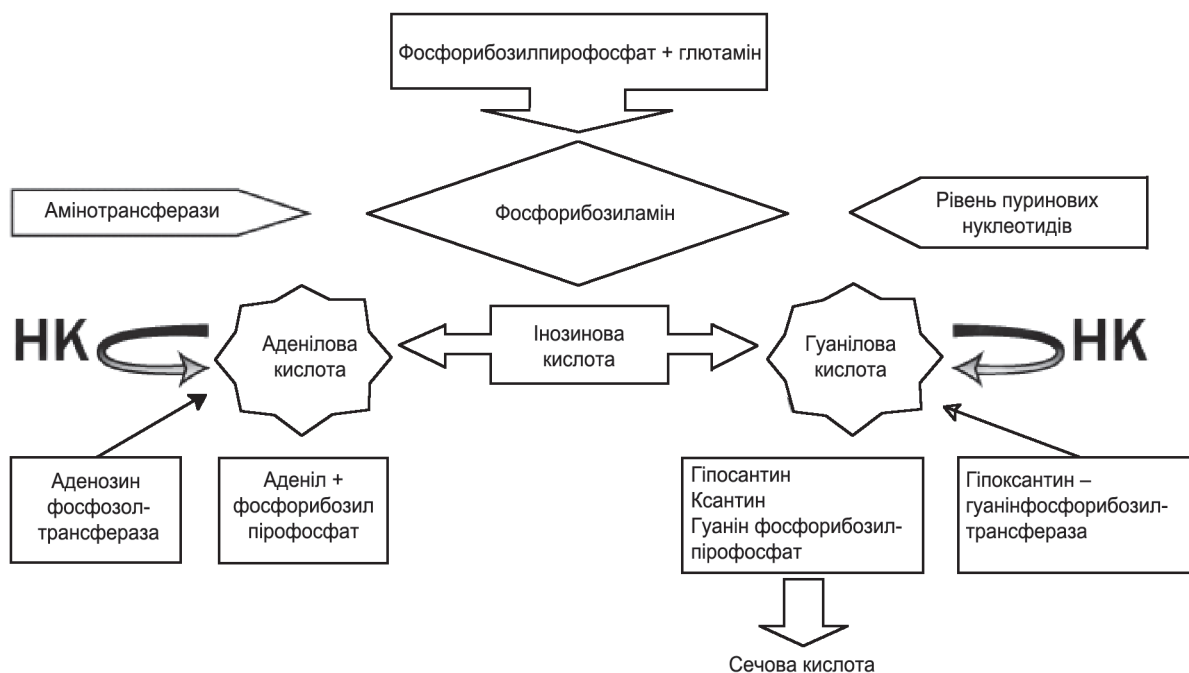 Фосфорибозилпирофосфат + глютамін
Амінотрансферази
Фосфорибозиламін
Рівень пуринових
нуклеотидів
НК
Аденілова
кислота
Інозинова
кислота
Гуанілова
кислота
НК
Аденозин
фосфозол-
трансфераза
Аденіл +
фосфорибозил
пірофосфат
Гіпосантин
Ксантин
Гуанін фосфорибозил-
пірофосфат
Гіпоксантин –
гуанінфосфорибозил-
трансфераза
Сечова кислота